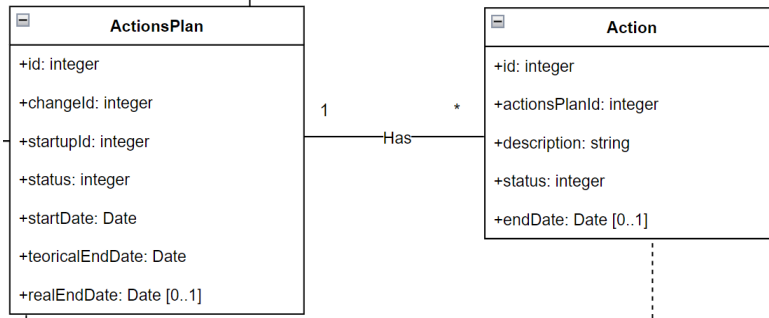 ActionsPlan
+id: integer
+changeId: integer
+startupId: integer
+status: integer
+startDate: Date
+teoricalEndDate: Date
+realEndDate: Date [0..1]
1
*
Has
Action
+id: integer
+actionsPlanId: integer
+description: string
+status: integer
+endDate: Date [0..1]